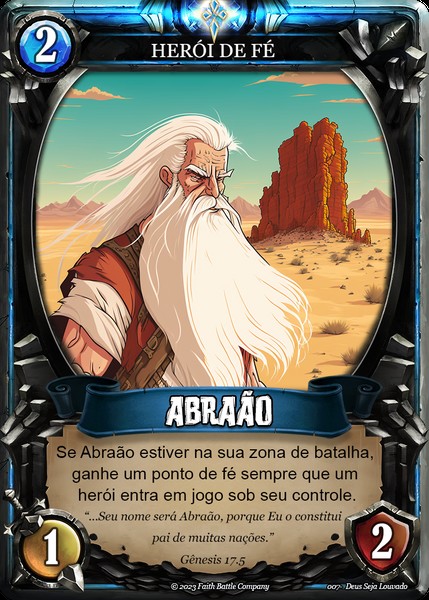 2
HERÓI DE FÉ
ABRAÃO
Se Abraão estiver na sua zona de batalha,
ganhe um ponto de fé sempre que um
herói entra em jogo sob seu controle.
“...Seu nome será Abraão, porque Eu o constitui
pai de muitas nações.”
Gênesis 17.5
1
2
© 2023 Faith Battle Company
007 Deus Seja Louvado